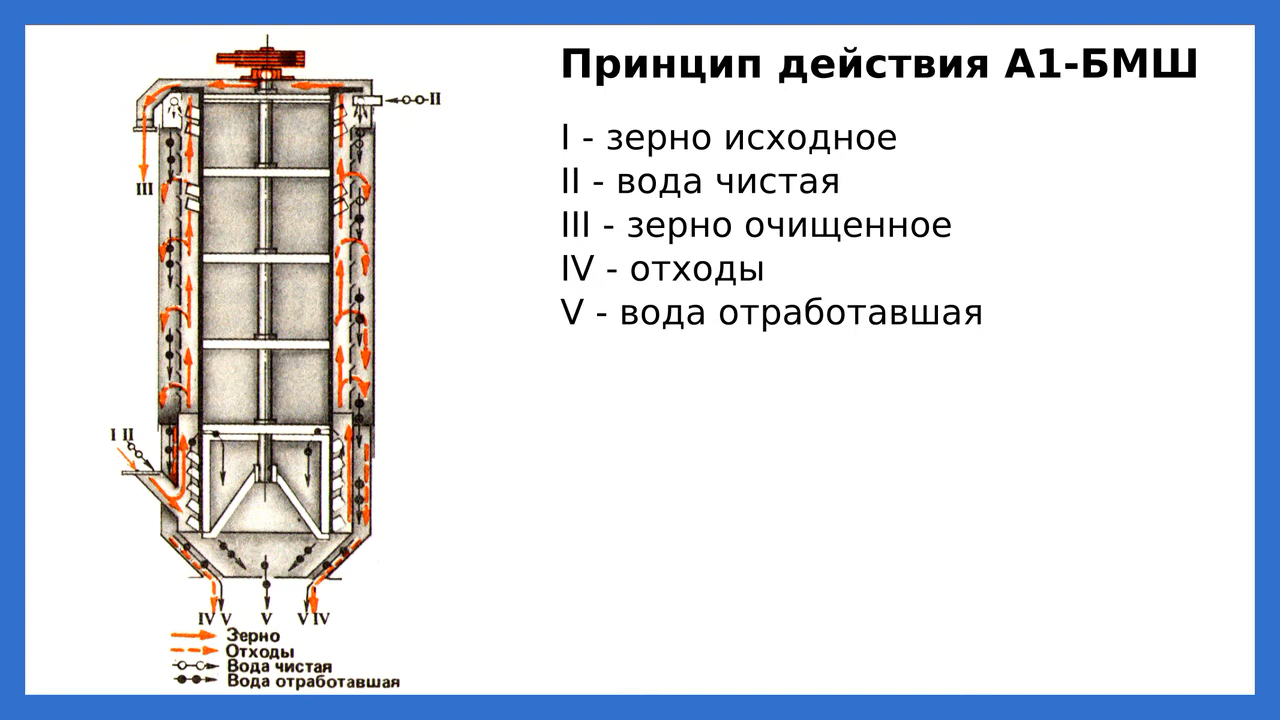 Принцип действия А1-БМШ
I - зерно исходное
II - вода чистая
III - зерно очищенное
IV - отходы
V - вода отработавшая
II
III
I II
IV V V V IV
Зерно
Отходы
Вода чистая
Вода отработавшая